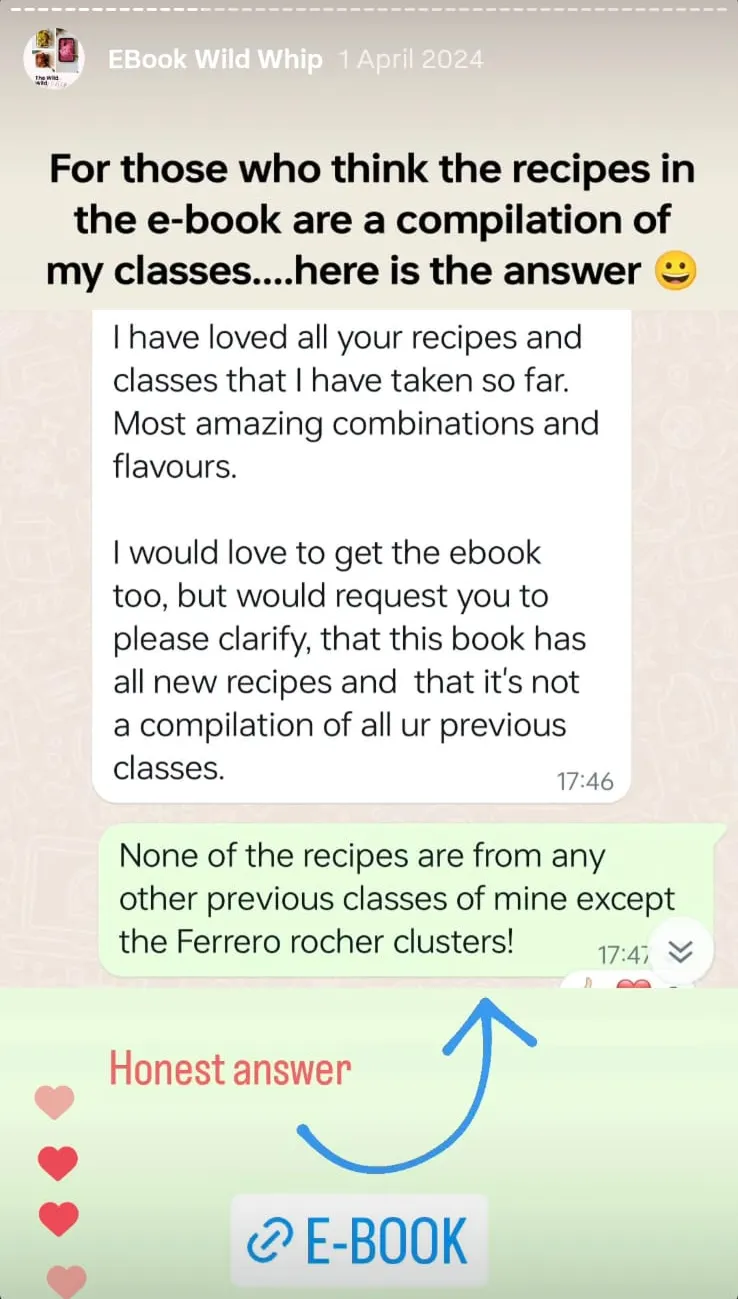 EBook Wild Whip 1 April 2024
For those who think the recipes in
the e-book are a compilation of
my classes....here is the answer 😀
I have loved all your recipes and
classes that I have taken so far.
Most amazing combinations and
flavours.
I would love to get the ebook
too, but would request you to
please clarify, that this book has
all new recipes and  that it's not
a compilation of all ur previous
classes.
17:46
None of the recipes are from any
other previous classes of mine except
the Ferrero rocher clusters!
17:47
Honest answer
E-BOOK